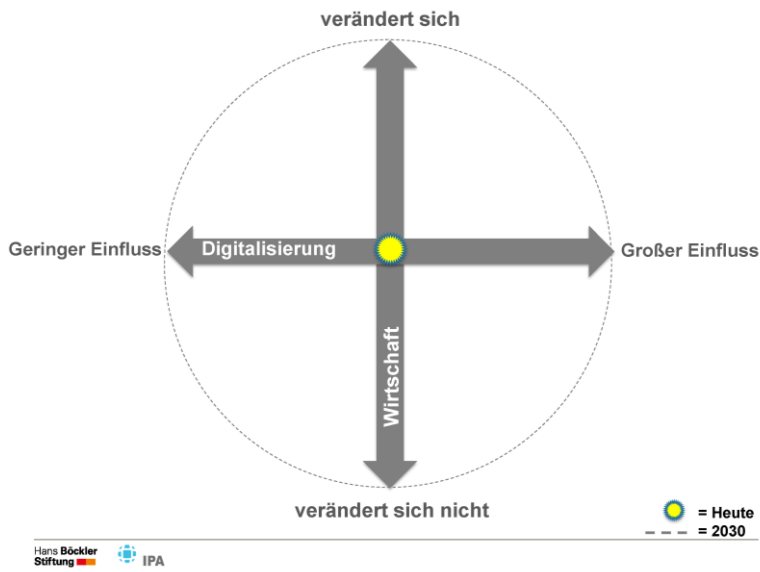 verändert sich
Geringer Einfluss
Digitalisierung
Großer Einfluss
Wirtschaft
verändert sich nicht
= Heute
= 2030
Hans Böckler
Stiftung
IPA